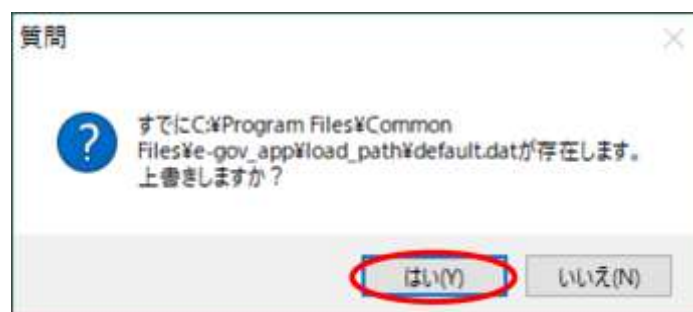 質問
?
すでにC:¥Program Files¥Common
Files¥e-gov_app¥load_path¥default.datが存在します。
上書きしますか？
はい(Y)
いいえ(N)